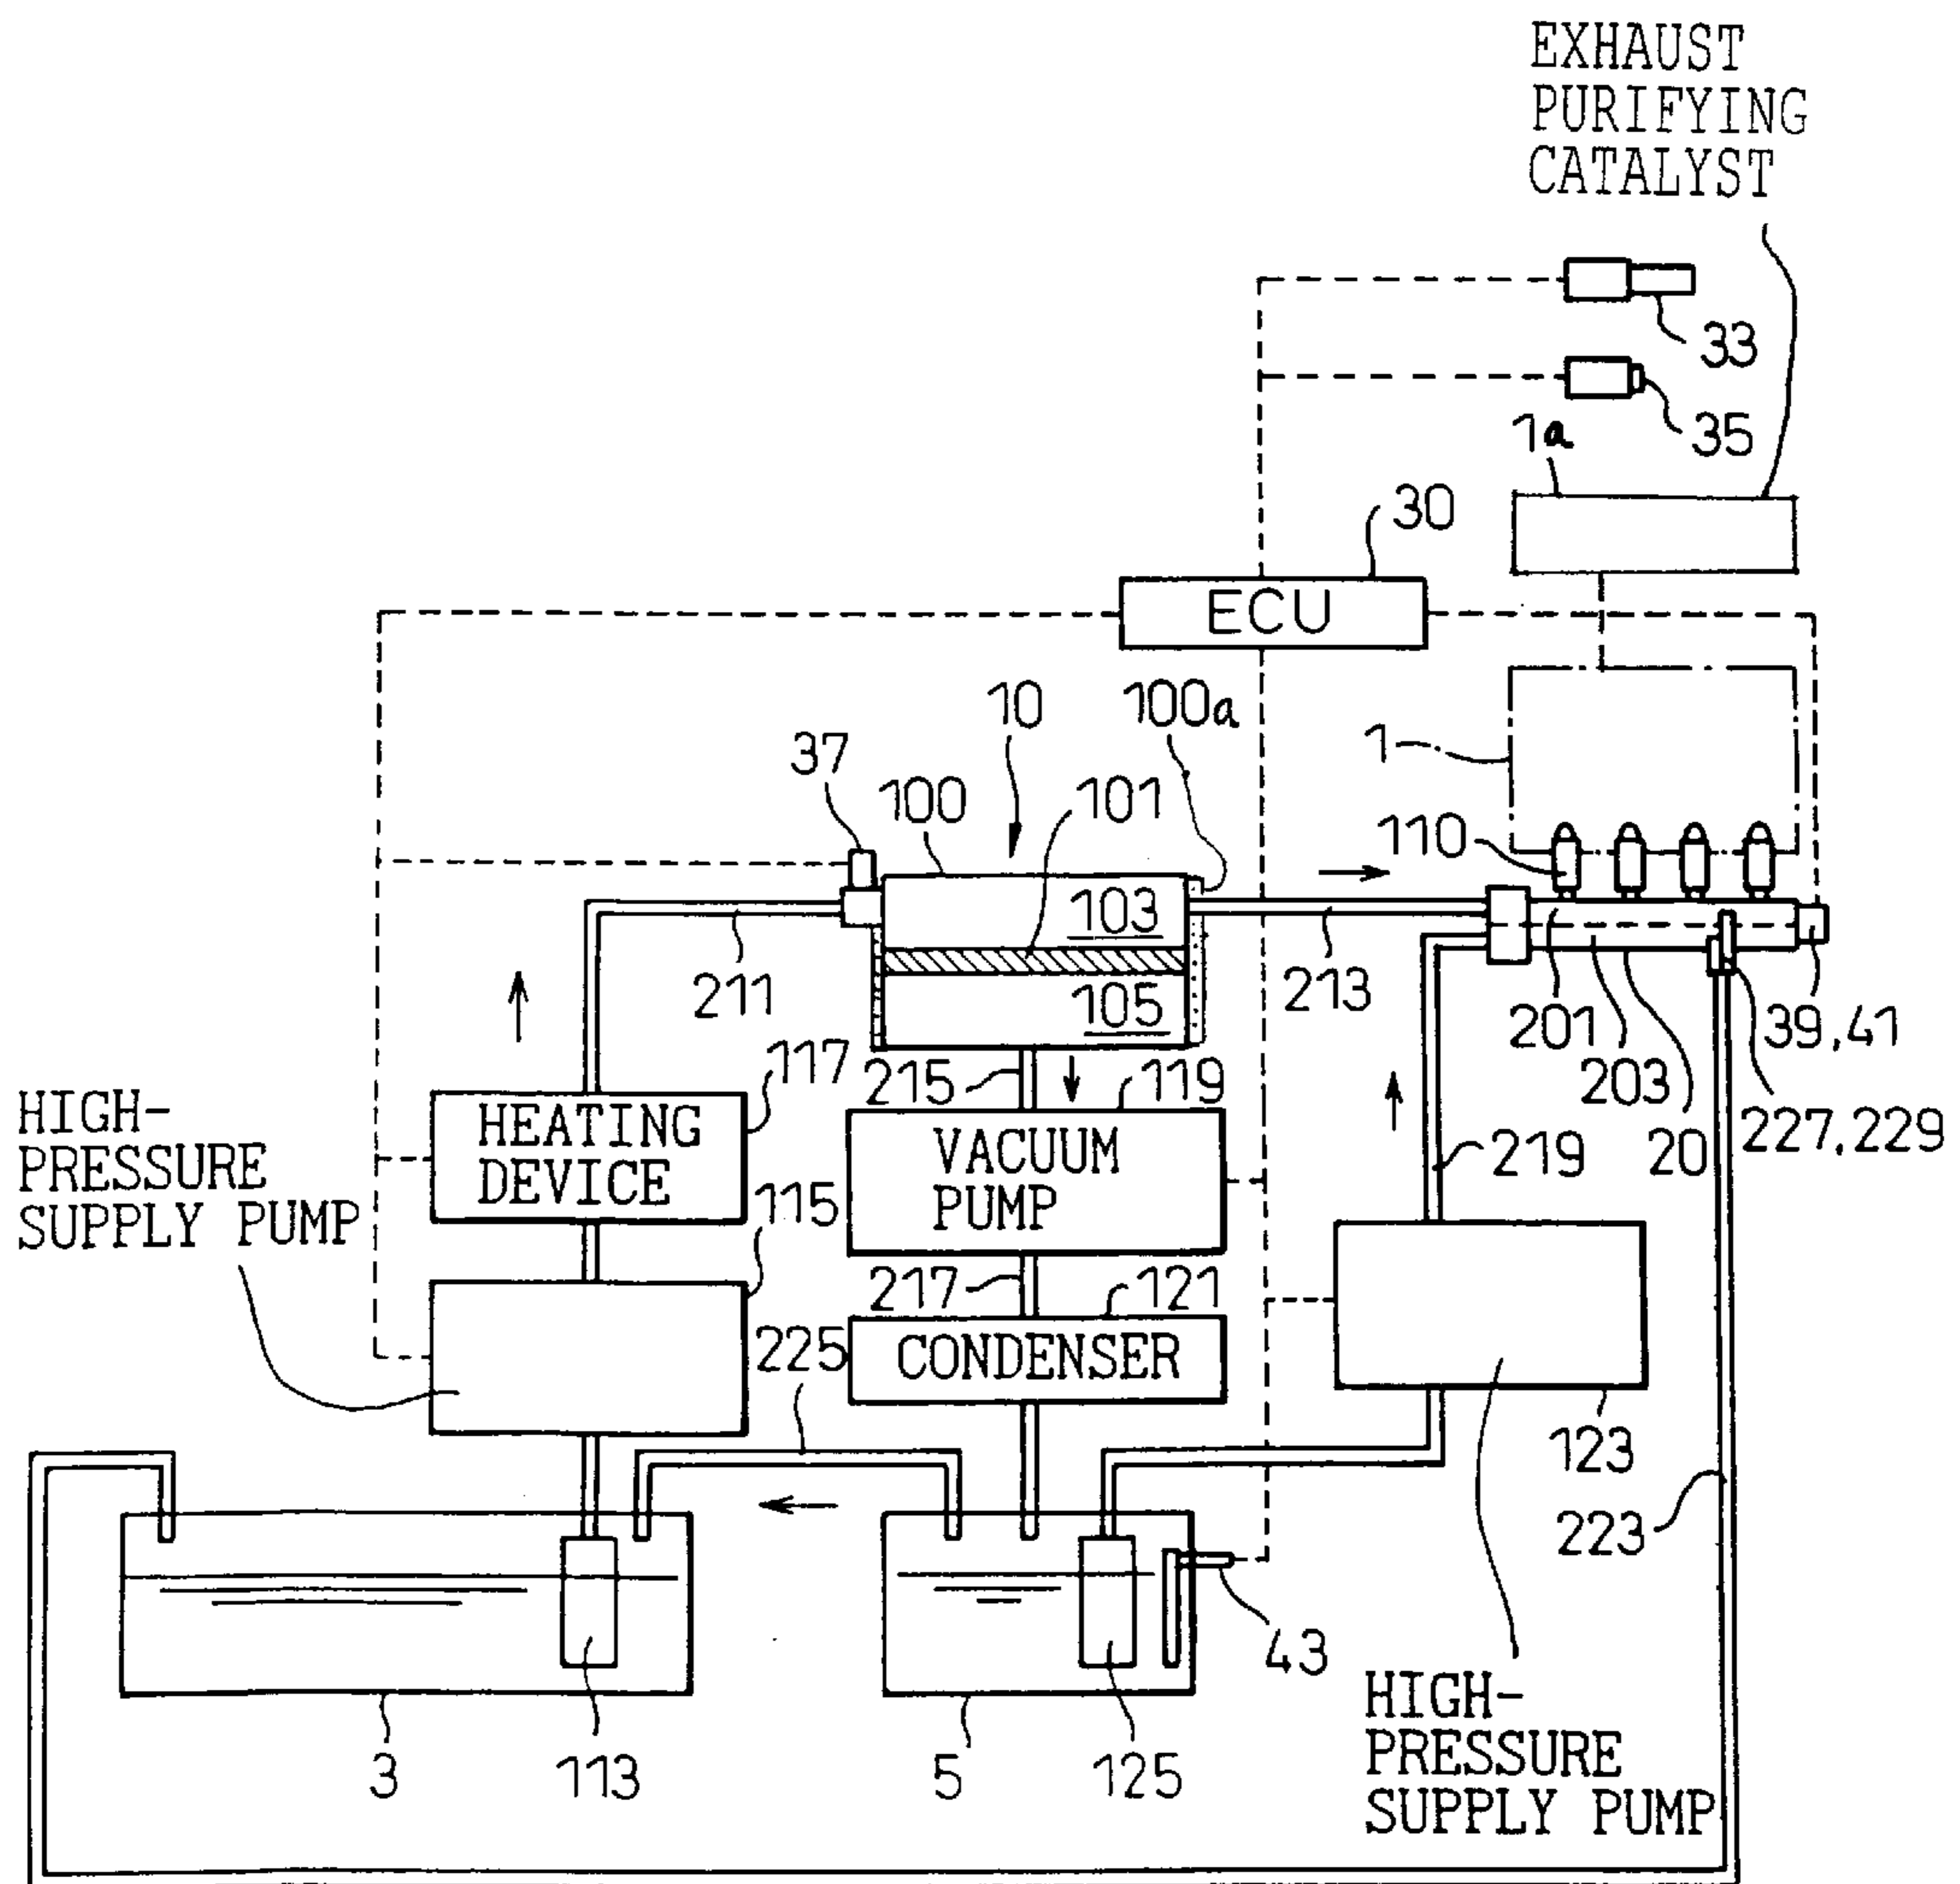 EXHAUST
PURIFYING
CATALYST
33
35
1a
30
ECU
10
100a
37
100
101
1
110
103
211
105
213
201
39,41
203
117
215
119
227,229
HIGH-
PRESSURE
SUPPLY PUMP
HEATING
DEVICE
VACUUM
PUMP
219
20
115
217
121
225
CONDENSER
123
223
43
HIGH-
PRESSURE
SUPPLY PUMP
3
113
5
125